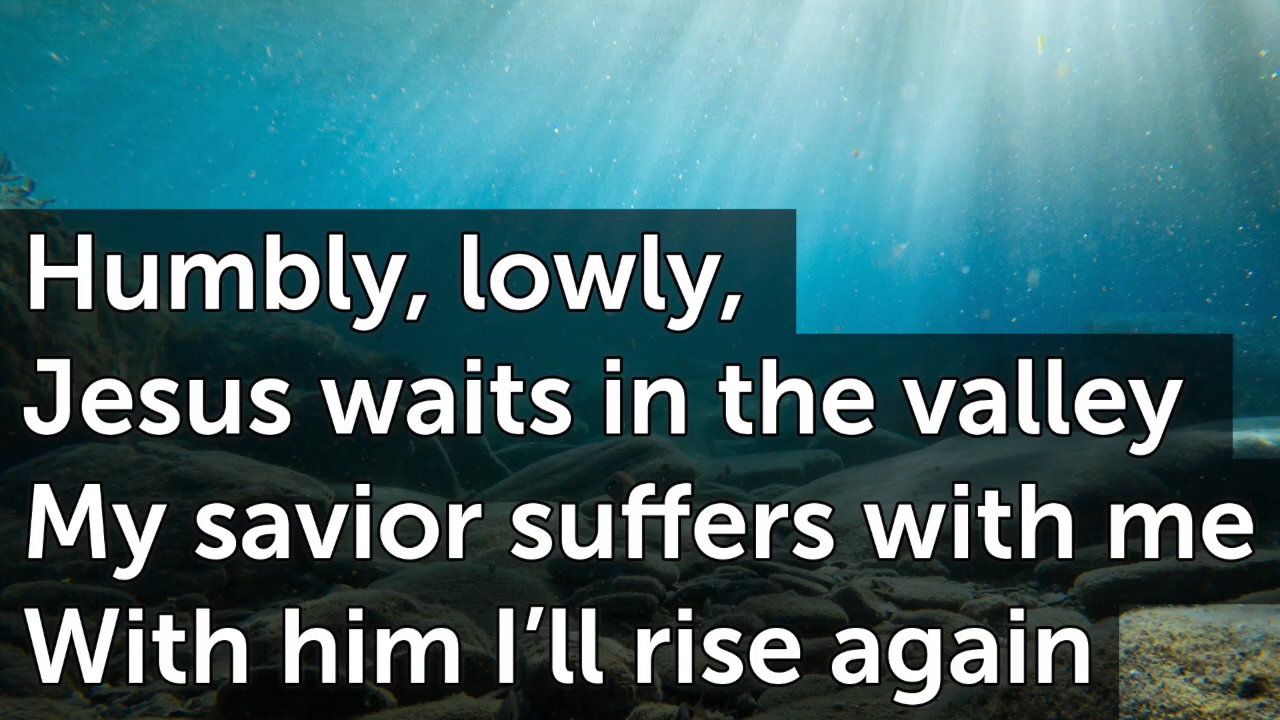 Humbly, lowly,
Jesus waits in the valley
My savior suffers with me
With him I’ll rise again